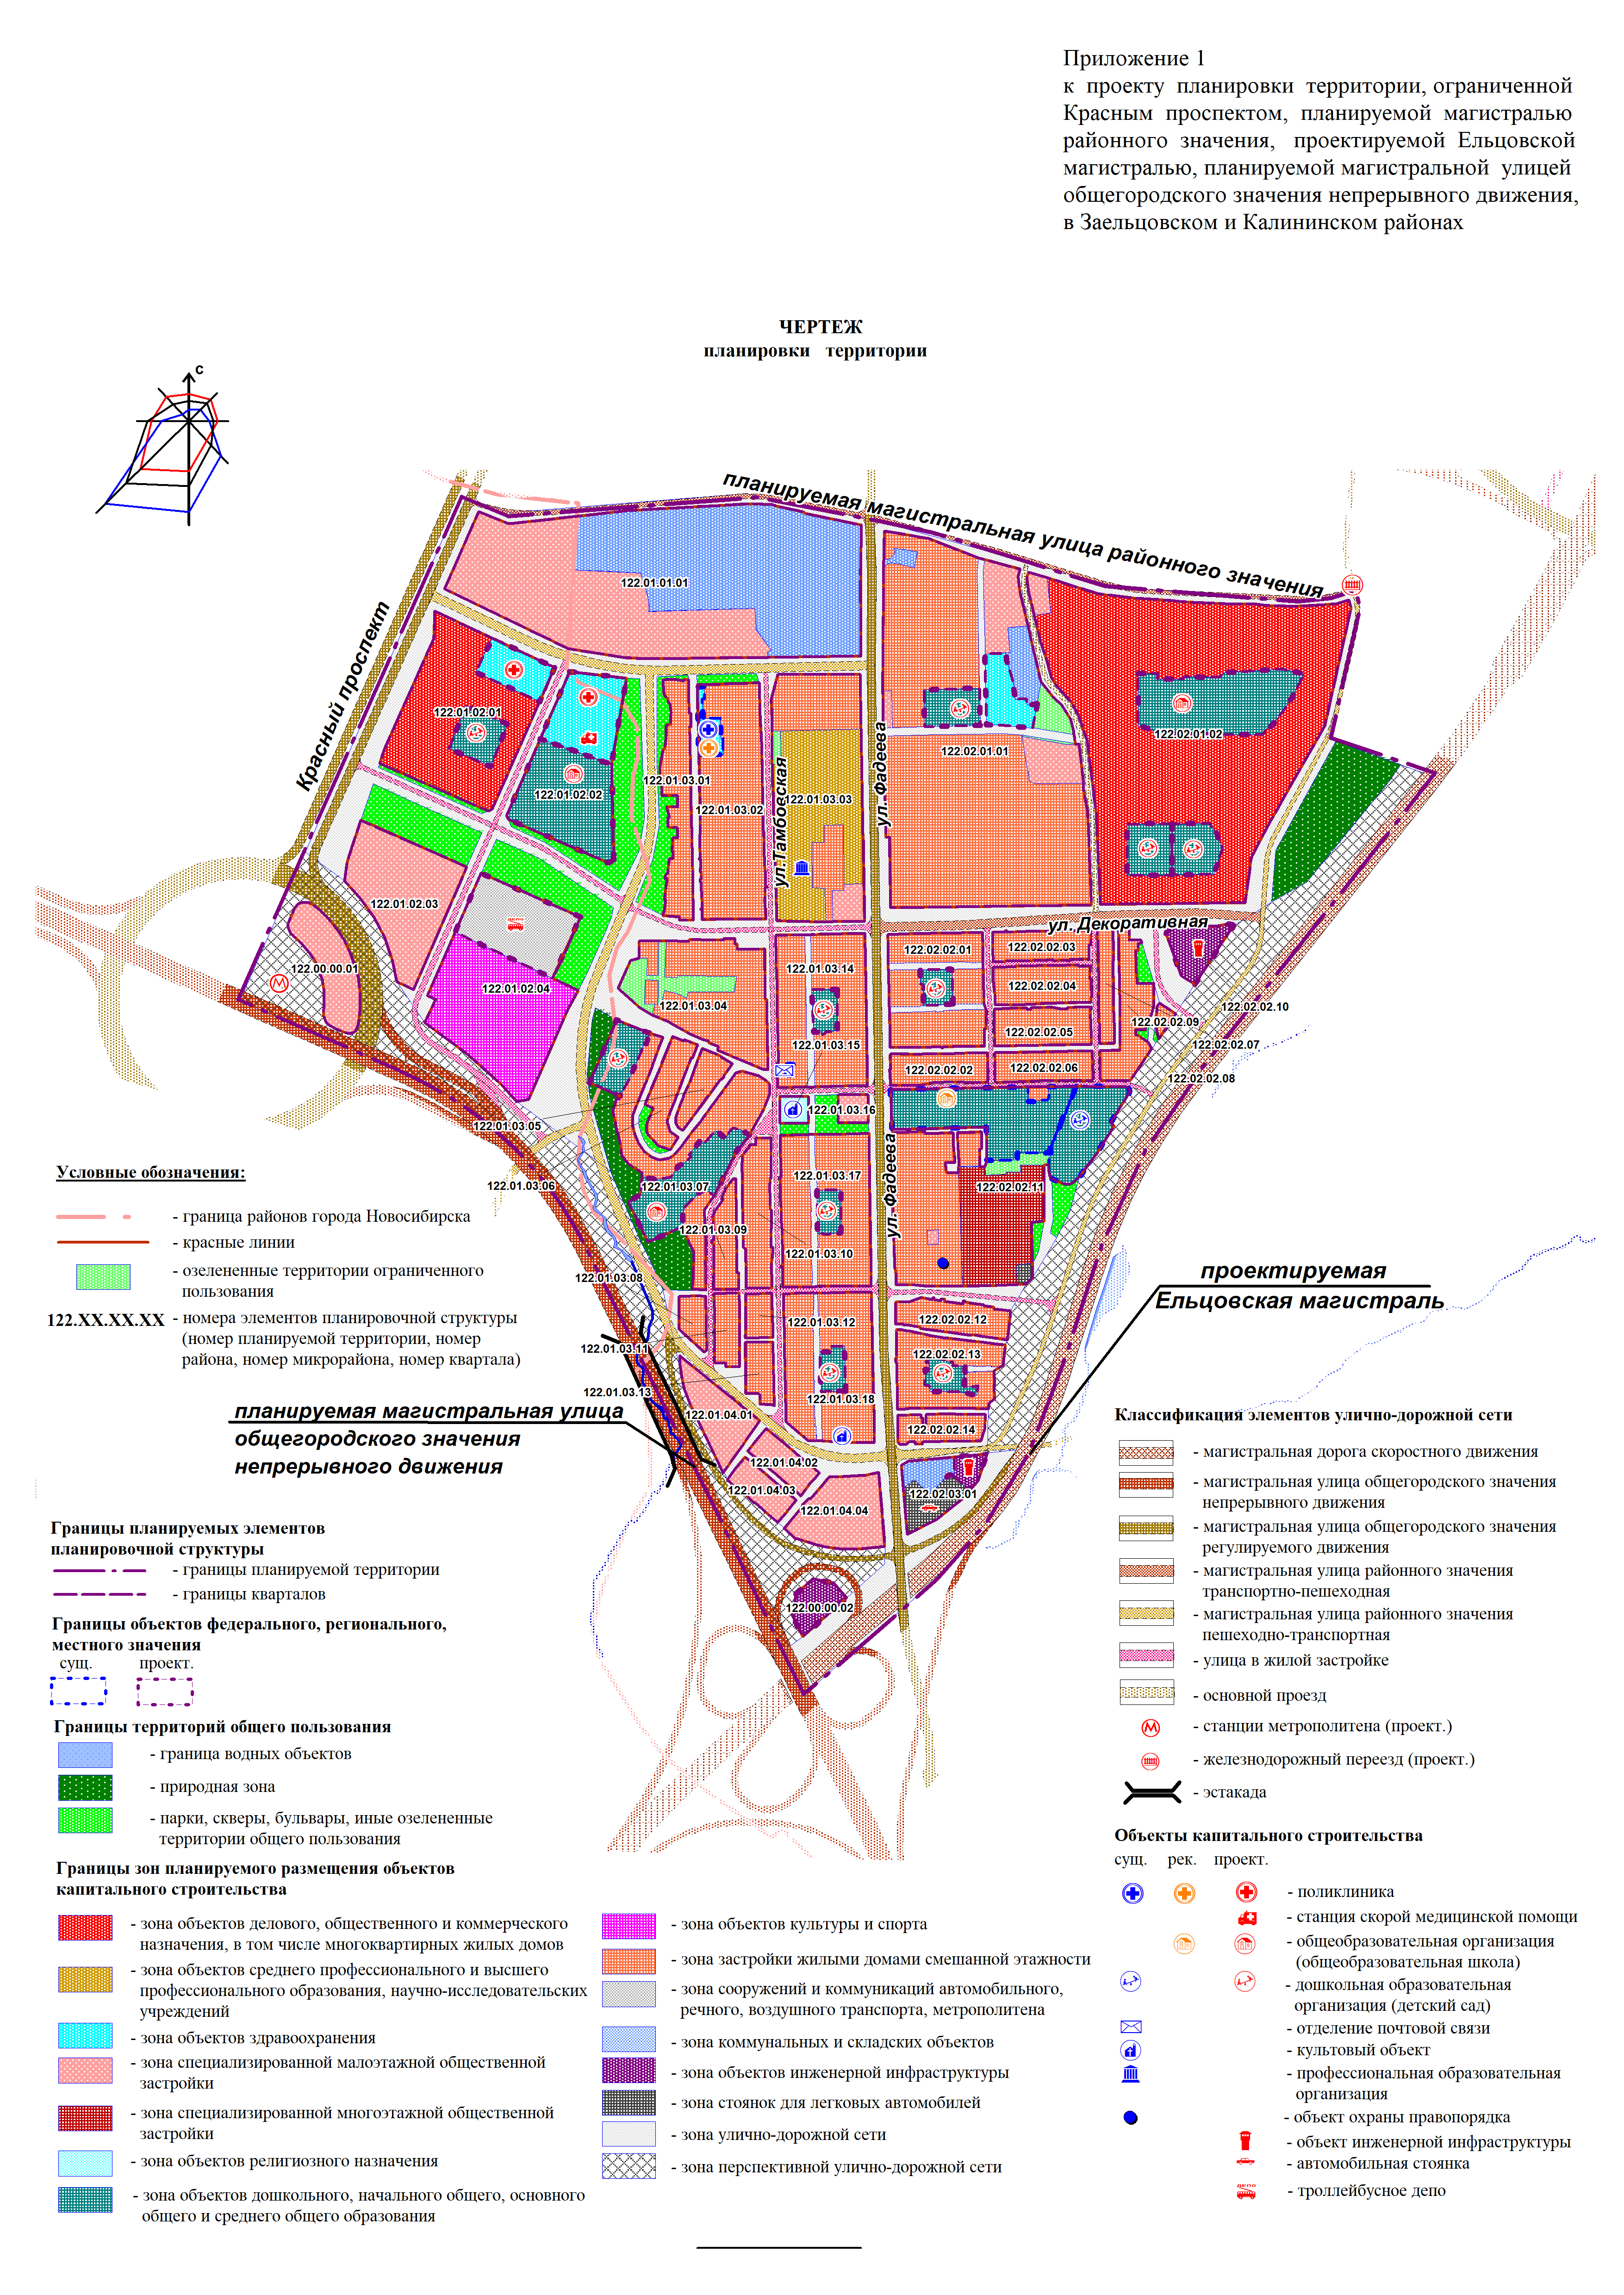 Приложение 1
к проекту планировки территории, ограниченной
Красным проспектом, планируемой магистралью
районного значения, проектируемой Ельцовской
магистралью, планируемой магистральной улицей
общегородского значения непрерывного движения,
в Заельцовском и Калининском районах
ЧЕРТЕЖ
планировки территории
С
планируемая магистральная улица районного значения
Красный проспект
122.01.01.01
122.01.02.01
122.01.02.02
122.01.03.01
122.01.03.02
122.01.03.03
ул.Тамбовская
ул. Фадеева
122.02.01.01
122.02.01.02
122.01.02.03
122.00.00.01
122.01.02.04
ДЕПО
ул. Декоративная
122.01.03.04
122.01.03.14
122.01.03.15
122.01.03.16
122.02.02.01
122.02.02.03
122.02.02.04
122.02.02.05
122.02.02.02
122.02.02.06
122.02.02.09
122.02.02.10
122.02.02.07
122.02.02.08
122.01.03.05
122.01.03.06
122.01.03.07
122.01.03.17
ул. Фадеева
122.02.02.11
122.01.03.09
122.01.03.10
122.01.03.08
122.01.03.12
122.01.03.11
122.01.03.13
122.01.03.18
122.02.02.12
122.02.02.13
122.02.02.14
122.01.04.01
122.01.04.02
122.01.04.03
122.01.04.04
122.02.03.01
122.00.00.02
проектируемая
Ельцовская магистраль
планируемая магистральная улица
общегородского значения
непрерывного движения
Условные обозначения:
- граница районов города Новосибирска
- красные линии
- озелененные территории ограниченного
пользования
122.XX.XX.XX - номера элементов планировочной структуры
(номер планируемой территории, номер
района, номер микрорайона, номер квартала)
Границы планируемых элементов
планировочной структуры
- границы планируемой территории
- границы кварталов
Границы объектов федерального, регионального,
местного значения
сущ. проект.
Границы территорий общего пользования
- граница водных объектов
- природная зона
- парки, скверы, бульвары, иные озелененные
территории общего пользования
Границы зон планируемого размещения объектов
капитального строительства
- зона объектов делового, общественного и коммерческого
назначения, в том числе многоквартирных жилых домов
- зона объектов среднего профессионального и высшего
профессионального образования, научно-исследовательских
учреждений
- зона объектов здравоохранения
- зона специализированной малоэтажной общественной
застройки
- зона специализированной многоэтажной общественной
застройки
- зона объектов религиозного назначения
- зона объектов дошкольного, начального общего, основного
общего и среднего общего образования
- зона объектов культуры и спорта
- зона застройки жилыми домами смешанной этажности
- зона сооружений и коммуникаций автомобильного,
речного, воздушного транспорта, метрополитена
- зона коммунальных и складских объектов
- зона объектов инженерной инфраструктуры
- зона стоянок для легковых автомобилей
- зона улично-дорожной сети
- зона перспективной улично-дорожной сети
Классификация элементов улично-дорожной сети
- магистральная дорога скоростного движения
- магистральная улица общегородского значения
непрерывного движения
- магистральная улица общегородского значения
регулируемого движения
- магистральная улица районного значения
транспортно-пешеходная
- магистральная улица районного значения
пешеходно-транспортная
- улица в жилой застройке
- основной проезд
- станции метрополитена (проект.)
- железнодорожный переезд (проект.)
- эстакада
Объекты капитального строительства
сущ. рек. проект.
- поликлиника
- станция скорой медицинской помощи
- общеобразовательная организация
(общеобразовательная школа)
- дошкольная образовательная
организация (детский сад)
- отделение почтовой связи
- культовый объект
- профессиональная образовательная
организация
- объект охраны правопорядка
- объект инженерной инфраструктуры
- автомобильная стоянка
ДЕПО
- троллейбусное депо